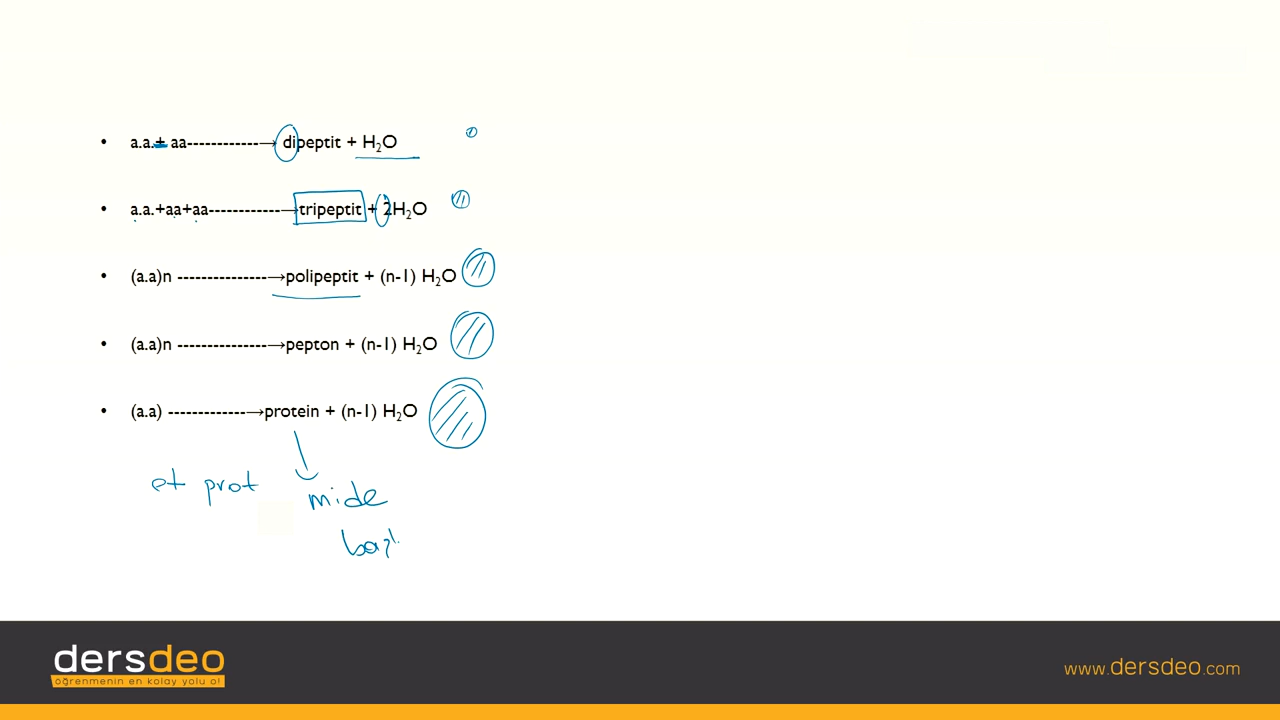 • a.a.+ aa------------→ dipeptit + H₂O
• a.a.+aa+aa------------→tripeptit + 2H₂O
• (a.a)n ---------------→polipeptit + (n-1) H₂O
• (a.a)n ---------------→pepton + (n-1) H₂O
• (a.a) -------------→protein + (n-1) H₂O
et prot
mide
dersdeo
öğrenmenin en kolay yolu o!
www.dersdeo.com